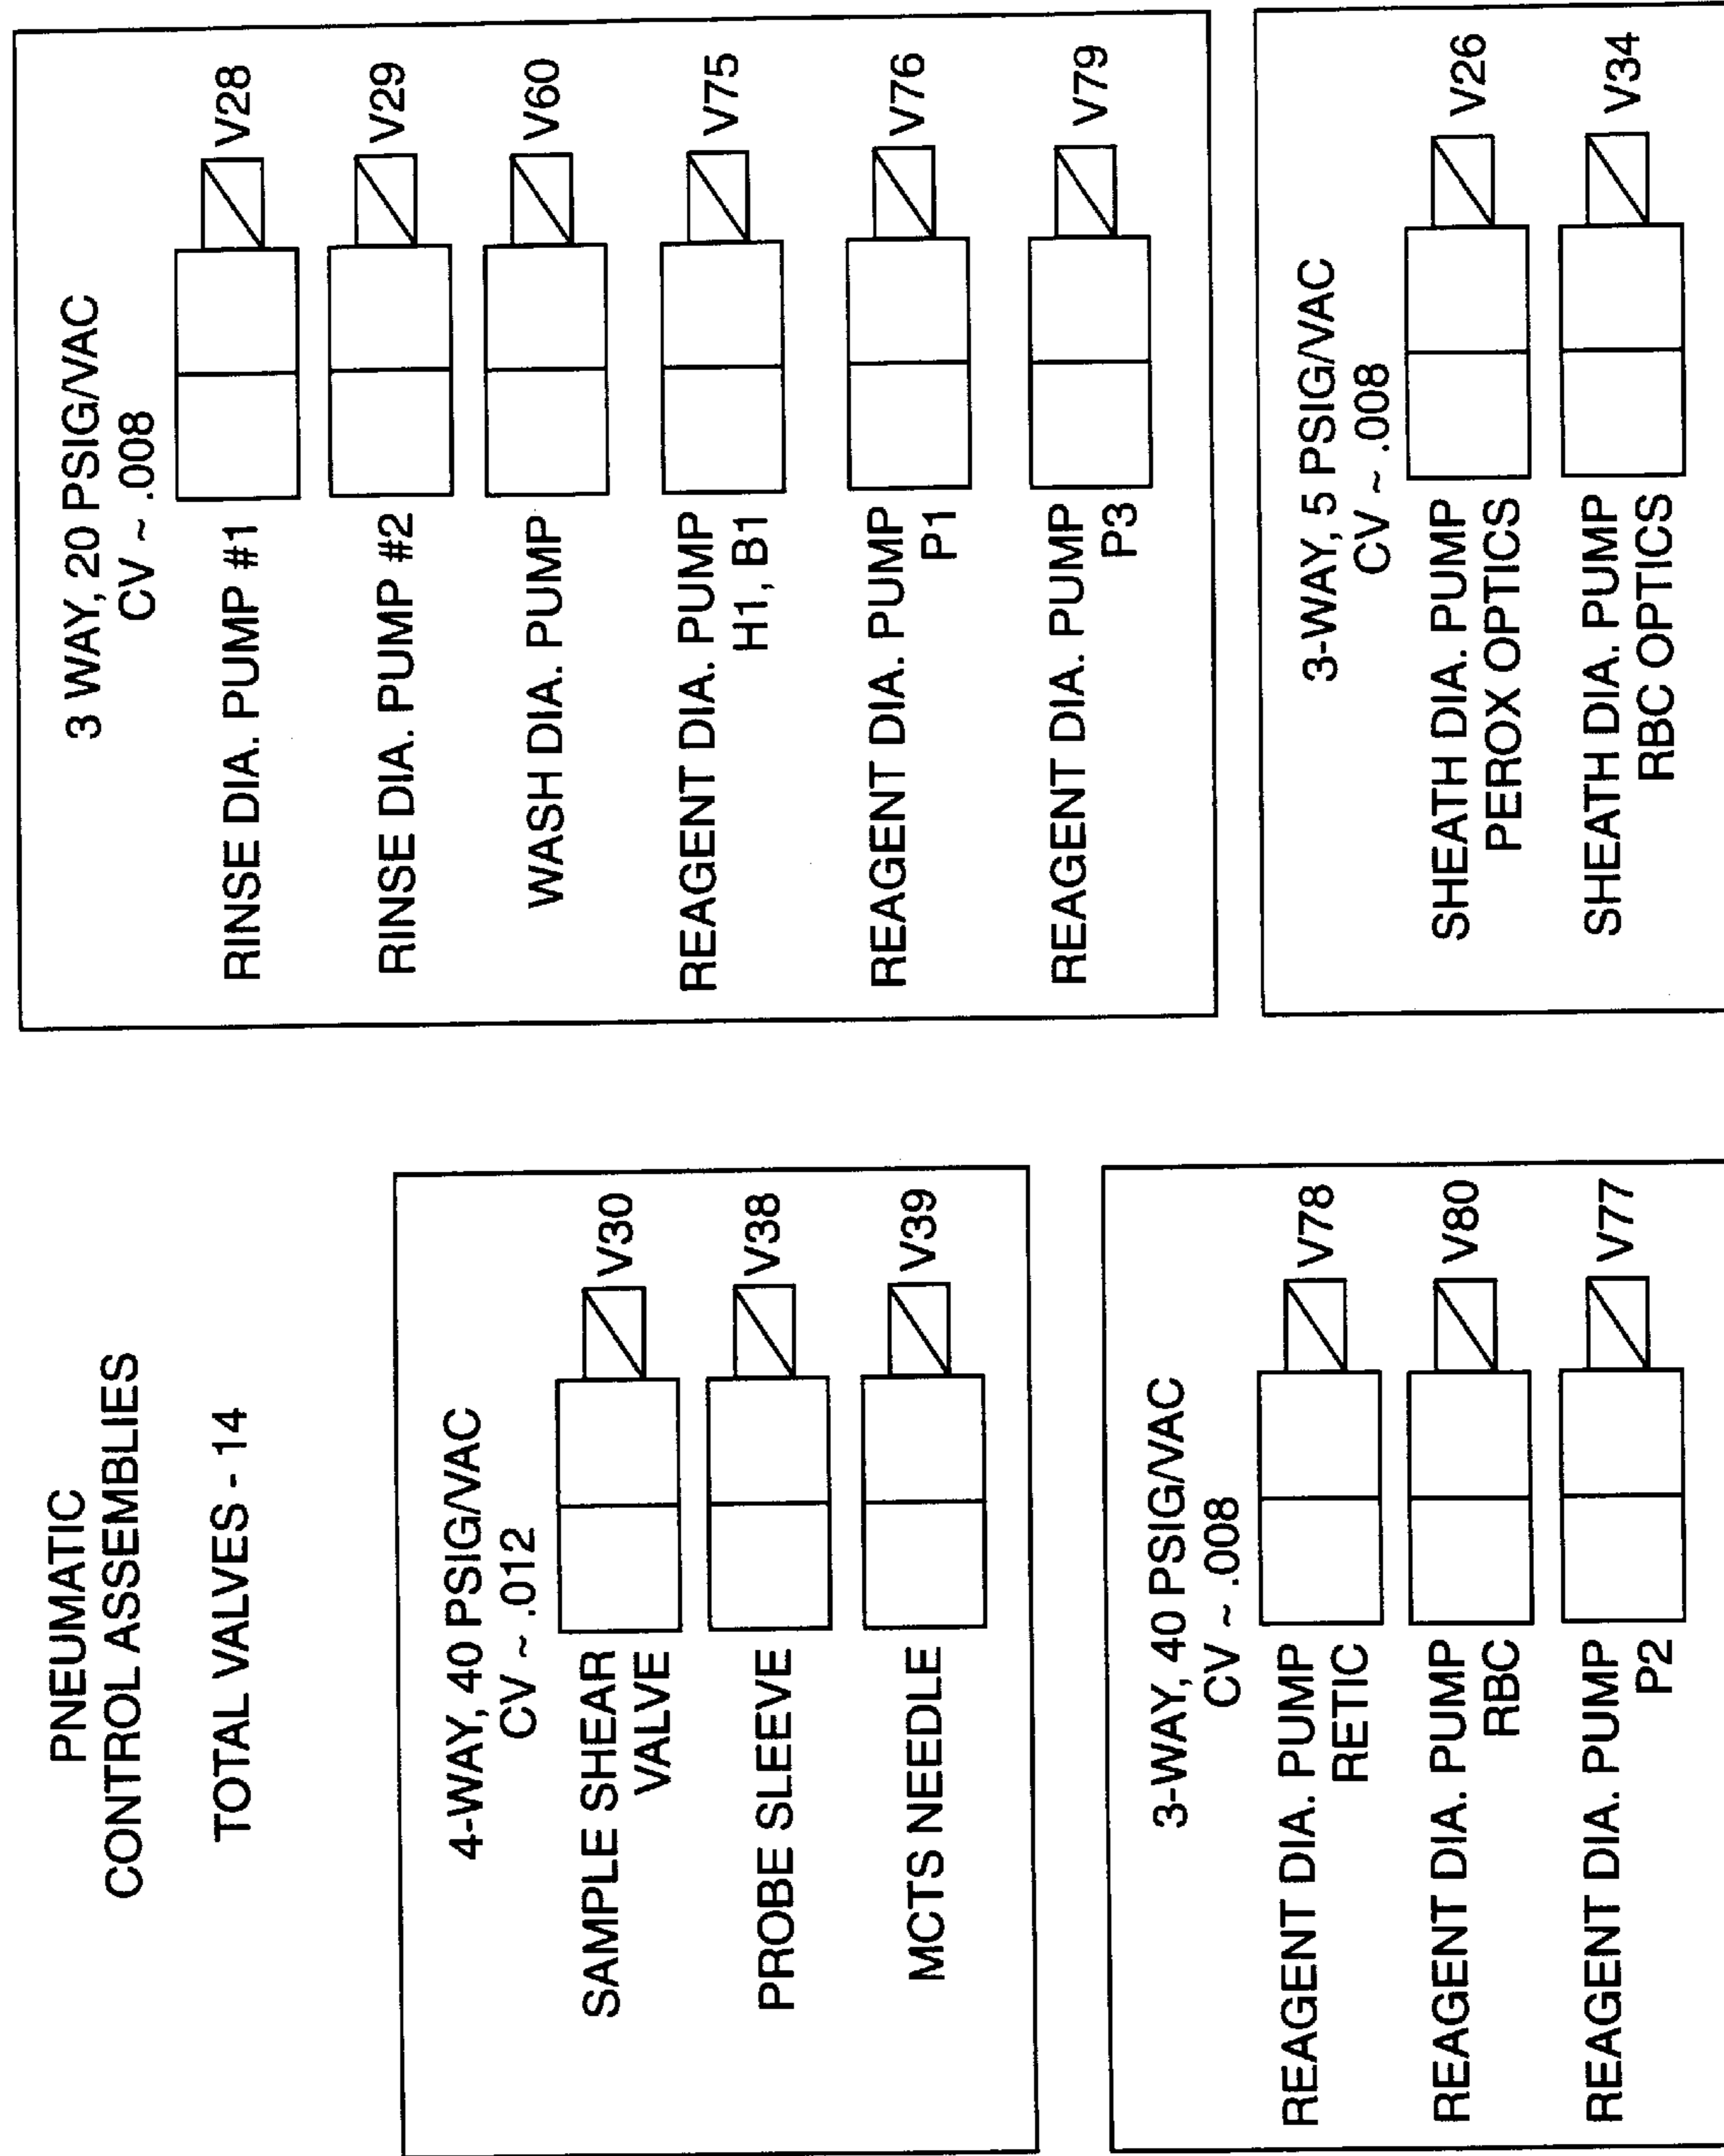 PNEUMATIC
CONTROL ASSEMBLIES
TOTAL VALVES - 14
4-WAY, 40 PSIG/VAC
CV ~ .012
SAMPLE SHEAR
VALVE
V30
PROBE SLEEVE
V38
MCTS NEEDLE
V39
3-WAY, 40 PSIG/VAC
CV ~ .008
REAGENT DIA. PUMP
RETIC
V78
REAGENT DIA. PUMP
RBC
V80
REAGENT DIA. PUMP
P2
V77
3 WAY, 20 PSIG/VAC
CV ~ .008
RINSE DIA. PUMP #1
V28
RINSE DIA. PUMP #2
V29
WASH DIA. PUMP
V60
REAGENT DIA. PUMP
H1, B1
V75
REAGENT DIA. PUMP
P1
V76
REAGENT DIA. PUMP
P3
V79
3-WAY, 5 PSIG/VAC
CV ~ .008
SHEATH DIA. PUMP
PEROX OPTICS
V26
SHEATH DIA. PUMP
RBC OPTICS
V34